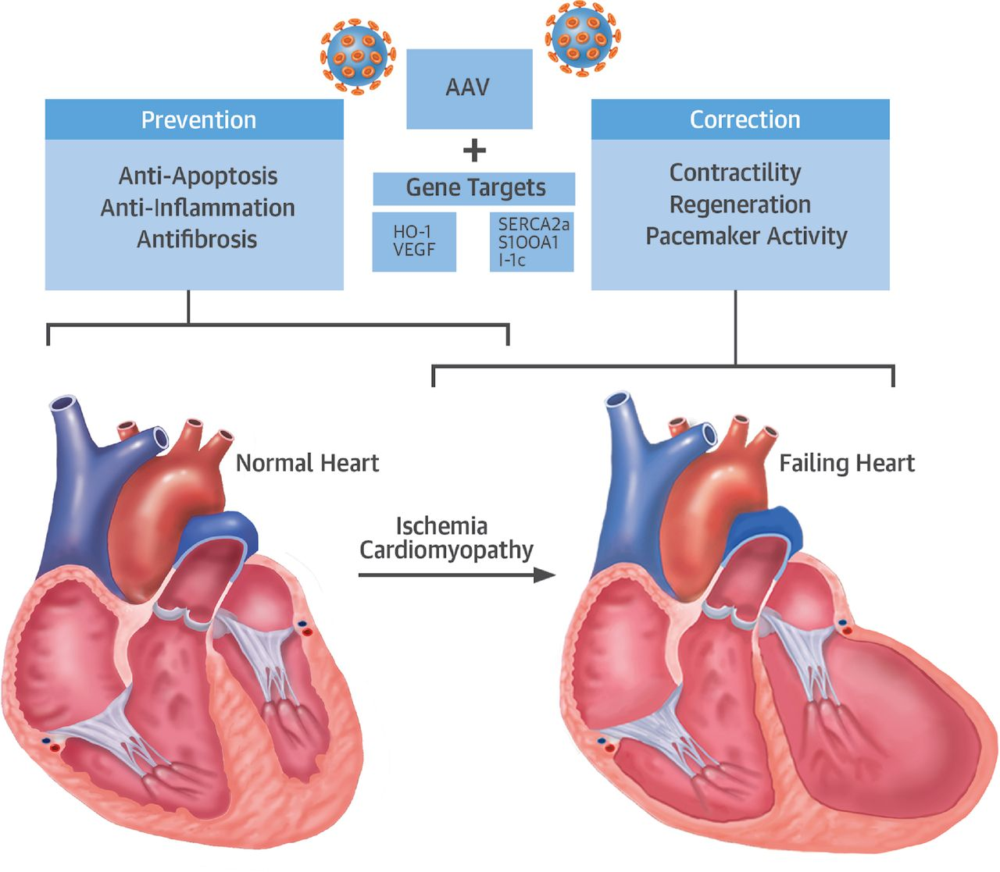 AAV
+
Prevention
Anti-Apoptosis
Anti-Inflammation
Antifibrosis
Gene Targets
HO-1
VEGF
SERCA2a
S100A1
I-1c
Correction
Contractility
Regeneration
Pacemaker Activity
Normal Heart
Ischemia
Cardiomyopathy
Failing Heart